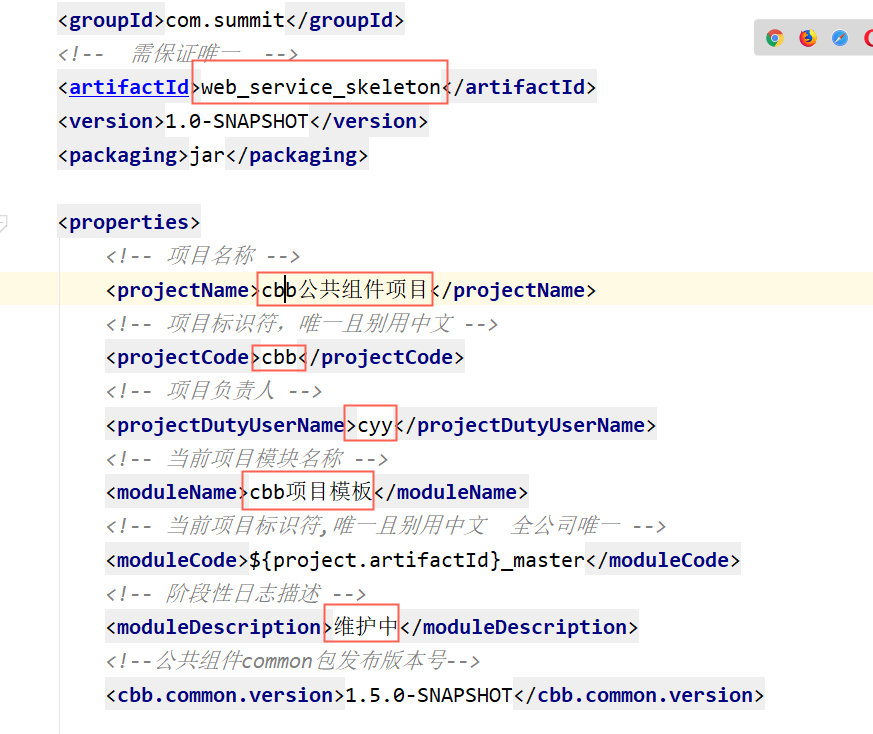 <groupId>com.summit</groupId>
<!--  需保证唯一  -->
<artifactId>web_service_skeleton</artifactId>
<version>1.0-SNAPSHOT</version>
<packaging>jar</packaging>
<properties>
<!-- 项目名称 -->
<projectName>cbb公共组件项目</projectName>
<!-- 项目标识符，唯一且别用中文 -->
<projectCode>cbb</projectCode>
<!-- 项目负责人 -->
<projectDutyUserName>cyy</projectDutyUserName>
<!-- 当前项目模块名称 -->
<moduleName>cbb项目模板</moduleName>
<!-- 当前项目标识符,唯一且别用中文  全公司唯一 -->
<moduleCode>${project.artifactId}_master</moduleCode>
<!-- 阶段性日志描述 -->
<moduleDescription>维护中</moduleDescription>
<!--公共组件common包发布版本号-->
<cbb.common.version>1.5.0-SNAPSHOT</cbb.common.version>